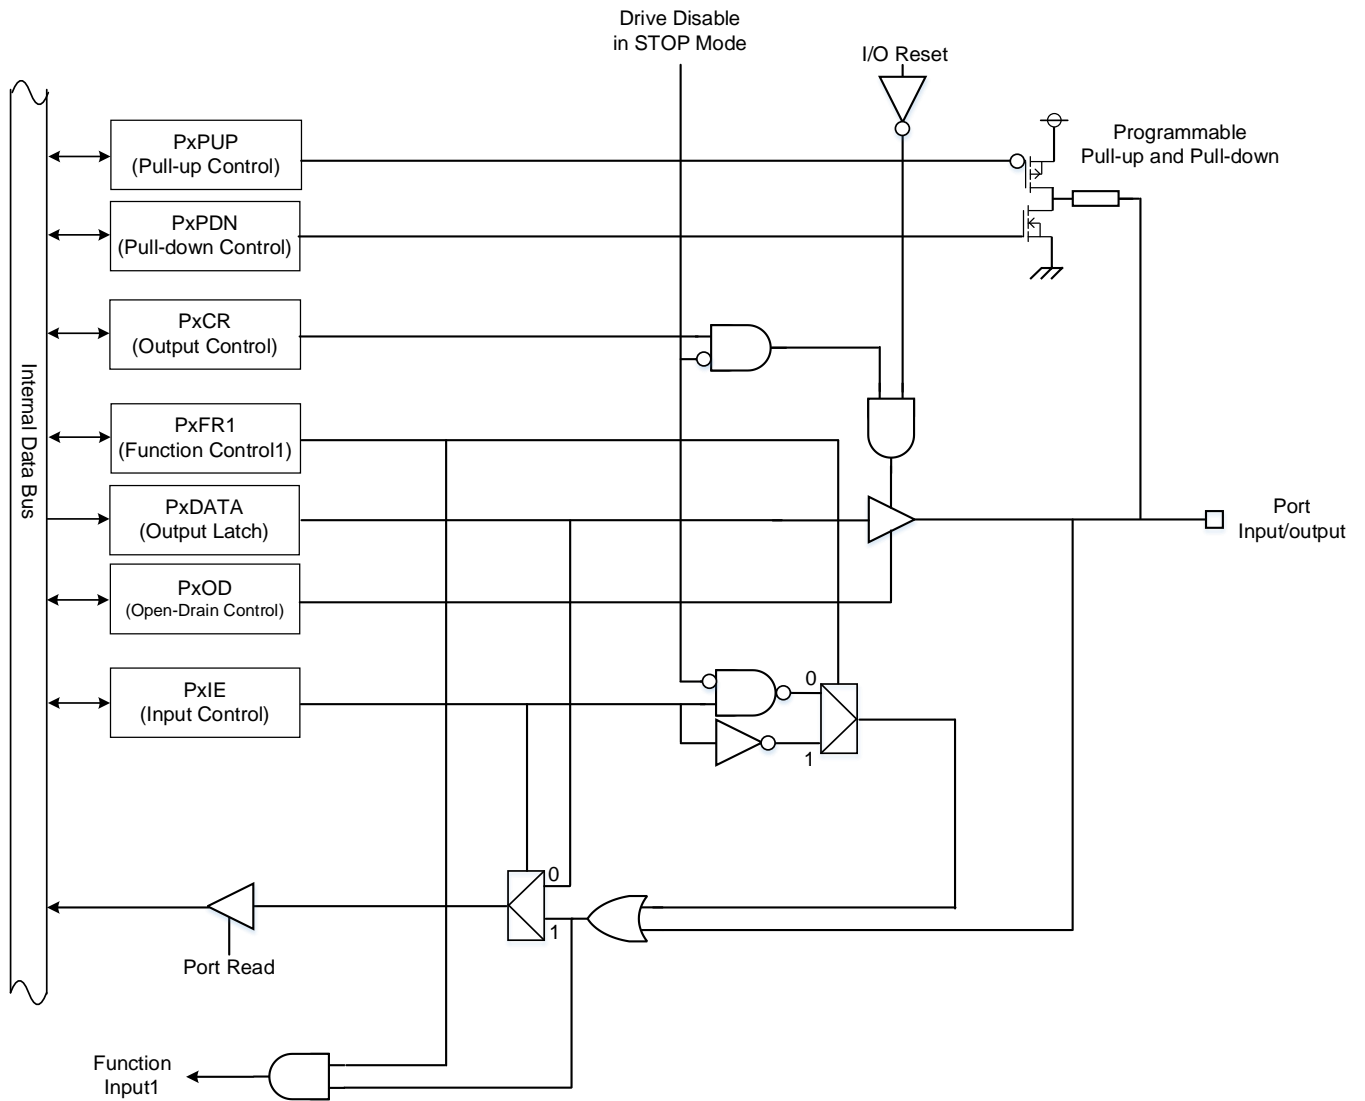 Drive Disable
in STOP Mode
I/O Reset
Programmable
Pull-up and Pull-down
PxPUP
(Pull-up Control)
PxPDN
(Pull-down Control)
PxCR
(Output Control)
Internal Data Bus
PxFR1
(Function Control1)
PxDATA
(Output Latch)
Port
Input/output
PxOD
(Open-Drain Control)
PxIE
(Input Control)
0
1
0
1
Port Read
Function
Input1